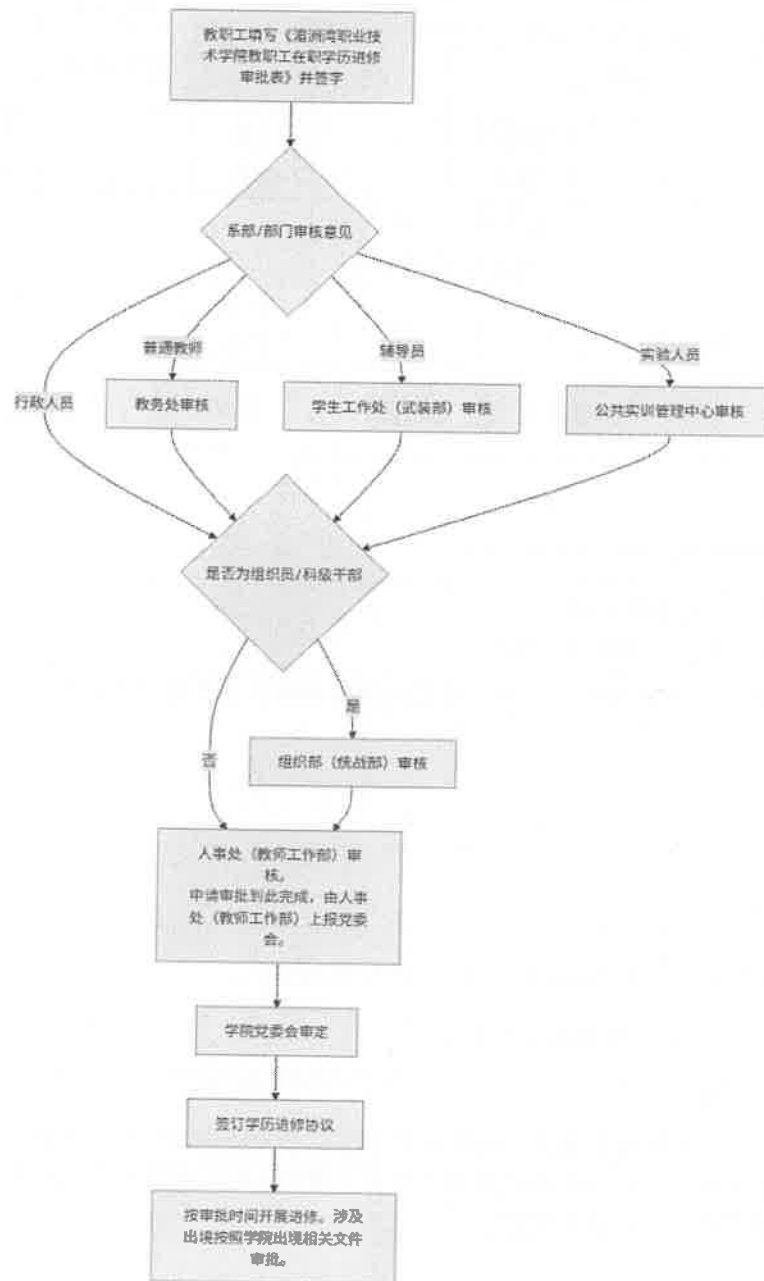 教职工填写《湄洲湾职业技
术学院教职工在职学历进修
审批表》并签字
系部/部门审核意见
普通教师
辅导员
实验人员
行政人员
教务处审核
学生工作处（武装部）审核
公共实训管理中心审核
是否为组织员/科级干部
是
否
组织部（统战部）审核
人事处（教师工作部）审
核。
申请审批到此完成，由人事
处（教师工作部）上报党委
会。
学院党委会审定
签订学历进修协议
按审批时间开展进修。涉及
出境按照学院出境相关文件
审批。